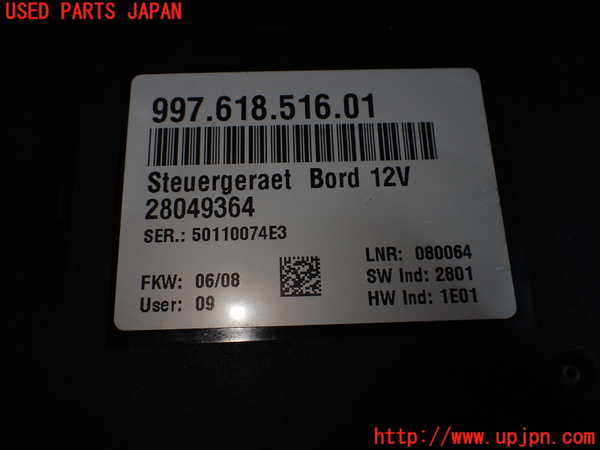 USED PARTS JAPAN
997.618.516.01
Steuergeraet Bord 12V
28049364
SER.: 50110074E3
LNR: 080064
FKW: 06/08
SW Ind: 2801
User: 09
HW Ind: 1E01
UPJ
http://www.upjpn.com/